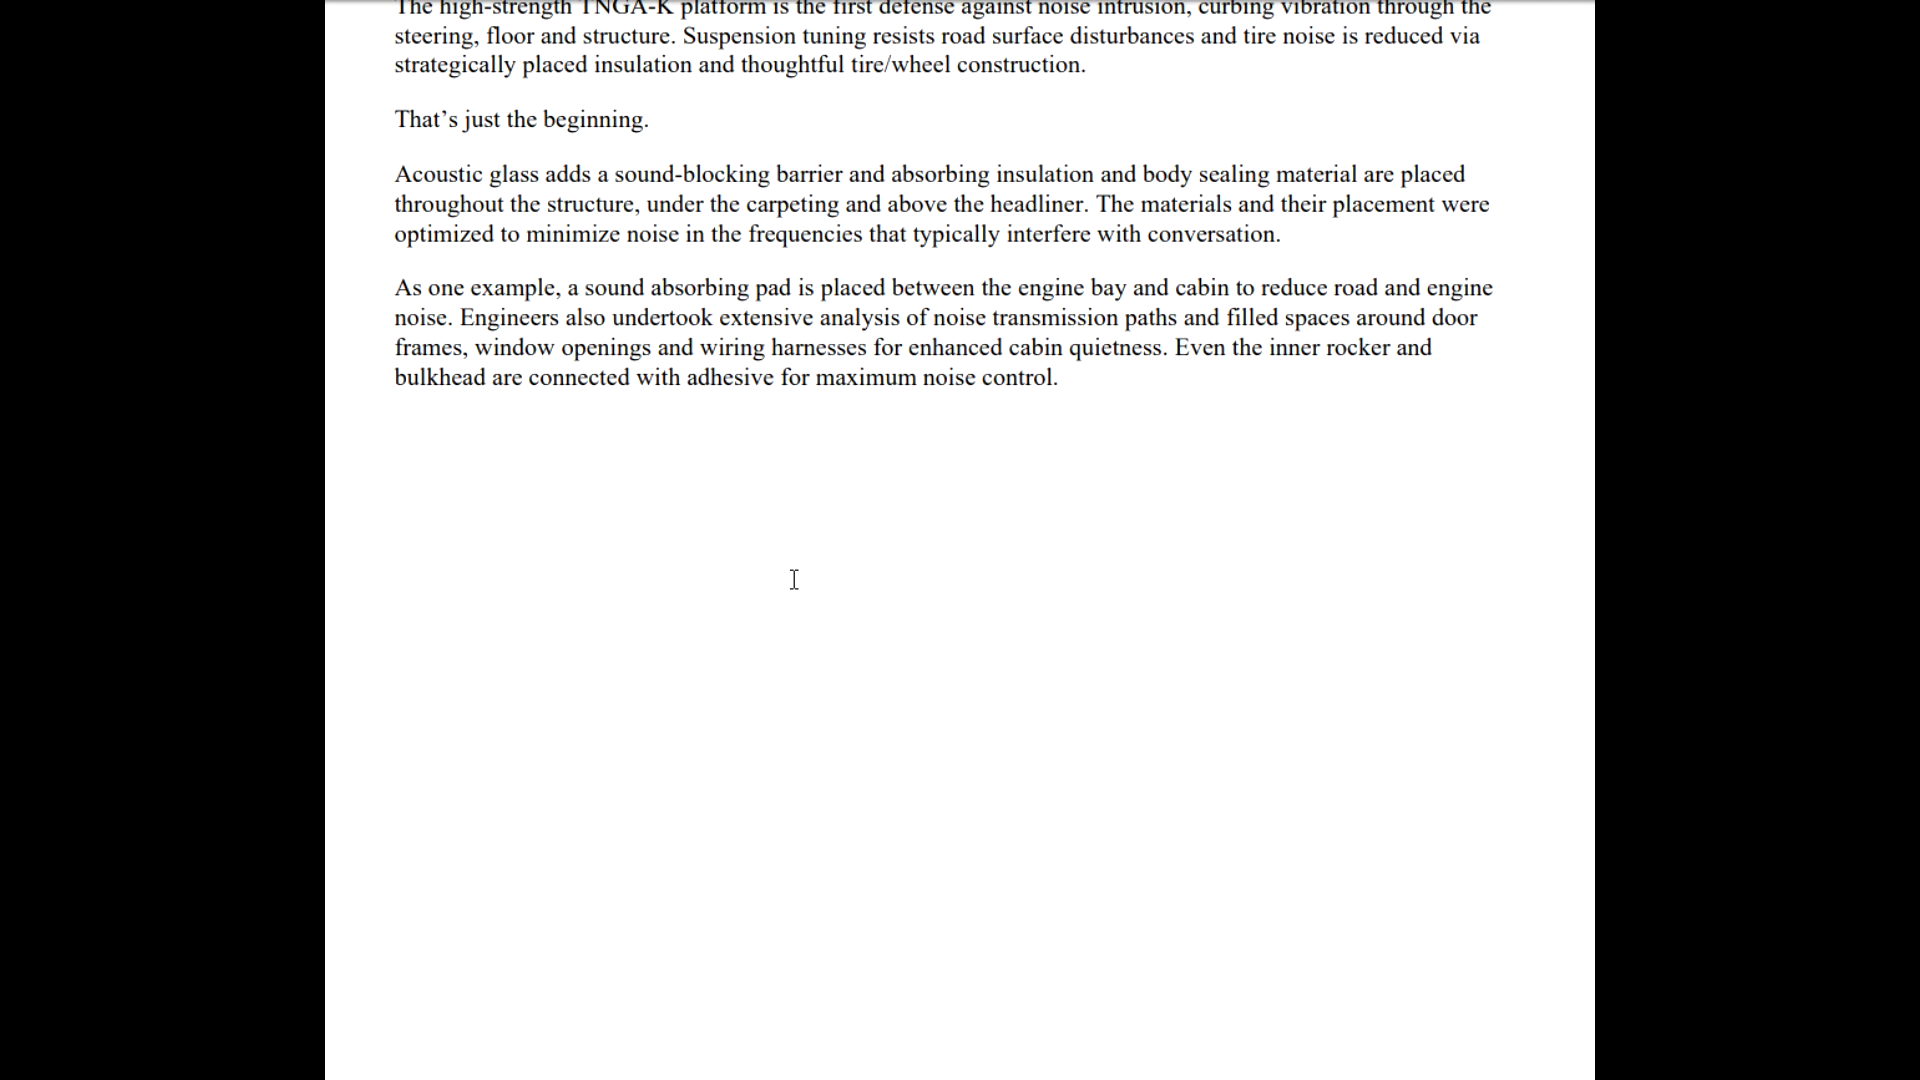 The high-strength TNGA-K platform is the first defense against noise intrusion, curbing vibration through the
steering, floor and structure. Suspension tuning resists road surface disturbances and tire noise is reduced via
strategically placed insulation and thoughtful tire/wheel construction.
That’s just the beginning.
Acoustic glass adds a sound-blocking barrier and absorbing insulation and body sealing material are placed
throughout the structure, under the carpeting and above the headliner. The materials and their placement were
optimized to minimize noise in the frequencies that typically interfere with conversation.
As one example, a sound absorbing pad is placed between the engine bay and cabin to reduce road and engine
noise. Engineers also undertook extensive analysis of noise transmission paths and filled spaces around door
frames, window openings and wiring harnesses for enhanced cabin quietness. Even the inner rocker and
bulkhead are connected with adhesive for maximum noise control.